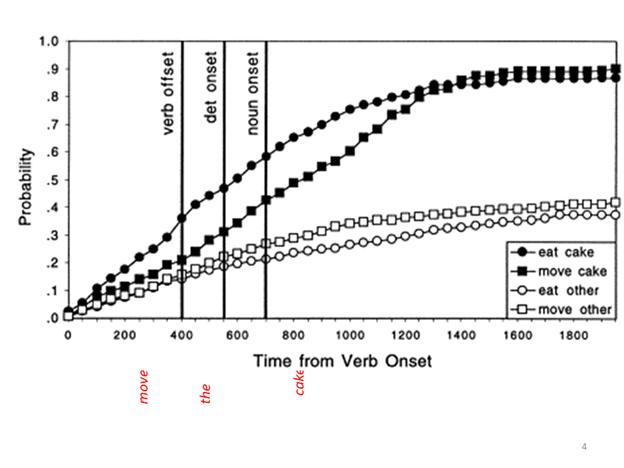 1.0
.9
.8
.7
.6
.5
.4
.3
.2
.1
.0
Probability
verb offset
det onset
noun onset
eat cake
move cake
eat other
move other
0 200 400 600 800 1000 1200 1400 1600 1800
Time from Verb Onset
move
the
cake
4